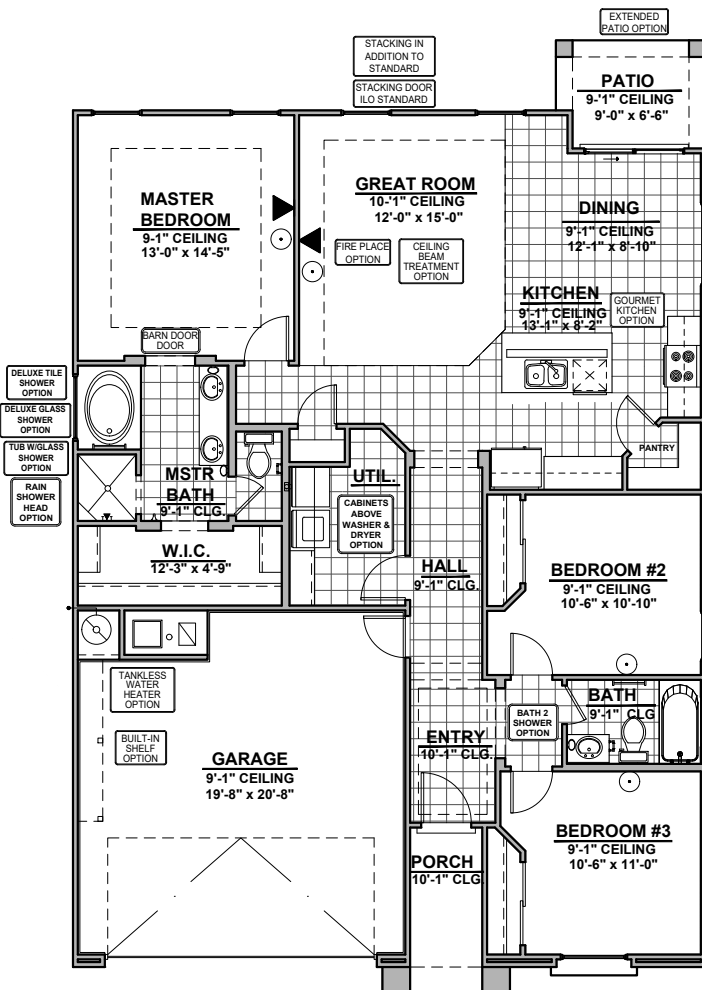 EXTENDED
PATIO OPTION
STACKING IN
ADDITION TO
STANDARD
STACKING DOOR
ILO STANDARD
PATIO
9-'1" CEILING
9'-0" x 6'-6"
MASTER
BEDROOM
9-1" CEILING
13'-0" x 14'-5"
GREAT ROOM
10-'1" CEILING
12'-0" x 15'-0"
FIRE PLACE
OPTION
CEILING
BEAM
TREATMENT
OPTION
DINING
9'-1" CEILING
12'-1" x 8'-10"
KITCHEN
9'-1" CEILING
13'-1" x 8'-2"
GOURMET
KITCHEN
OPTION
BARN DOOR
DOOR
DELUXE TILE
SHOWER
OPTION
DELUXE GLASS
SHOWER
OPTION
TUB W/GLASS
SHOWER
OPTION
RAIN
SHOWER
HEAD
OPTION
MSTR
BATH
9'-1" CLG.
UTIL.
CABINETS
ABOVE
WASHER &
DRYER
OPTION
PANTRY
W.I.C.
12'-3" x 4'-9"
HALL
9'-1" CLG.
BEDROOM #2
9'-1" CEILING
10'-6" x 10'-10"
TANKLESS
WATER
HEATER
OPTION
BUILT-IN
SHELF
OPTION
GARAGE
9'-1" CEILING
19'-8" x 20'-8"
ENTRY
10'-1" CLG.
BATH 2
SHOWER
OPTION
BATH
9'-1" CLG
BEDROOM #3
9'-1" CEILING
10'-6" x 11'-0"
PORCH
10'-1" CLG.